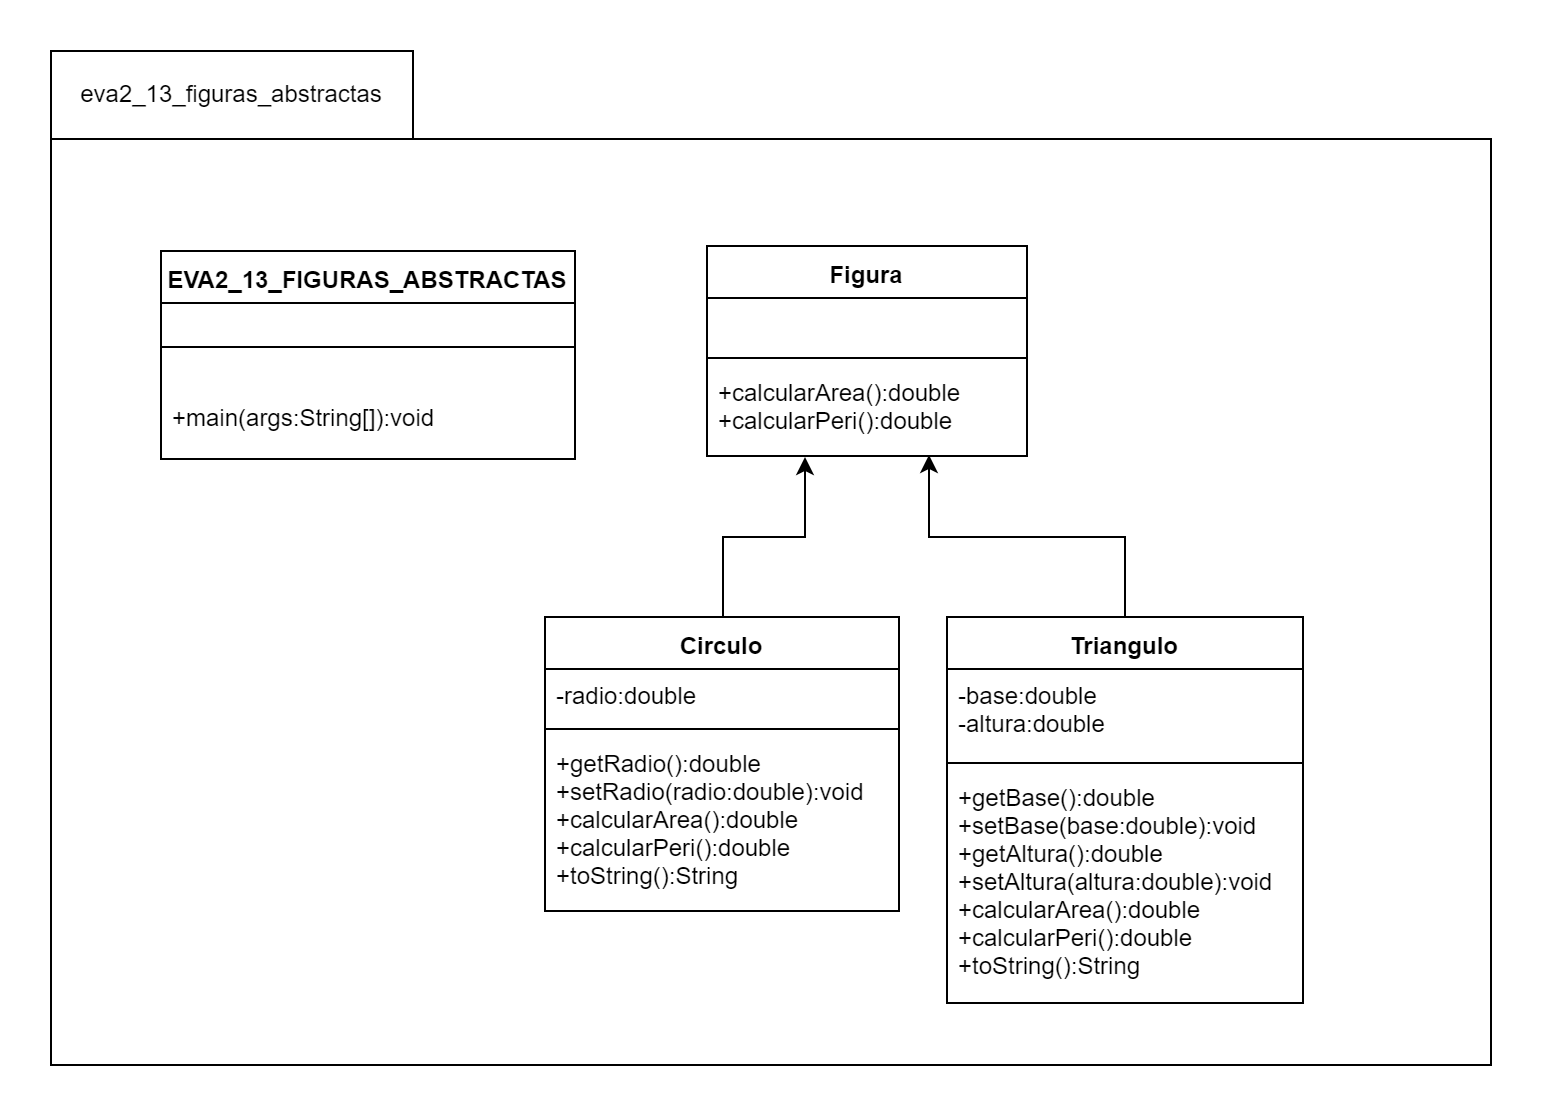 eva2_13_figuras_abstractas
EVA2_13_FIGURAS_ABSTRACTAS
+main(args:String[]):void
Figura
+calcularArea():double
+calcularPeri():double
Circulo
-radio:double
+getRadio():double
+setRadio(radio:double):void
+calcularArea():double
+calcularPeri():double
+toString():String
Triangulo
-base:double
-altura:double
+getBase():double
+setBase(base:double):void
+getAltura():double
+setAltura(altura:double):void
+calcularArea():double
+calcularPeri():double
+toString():String